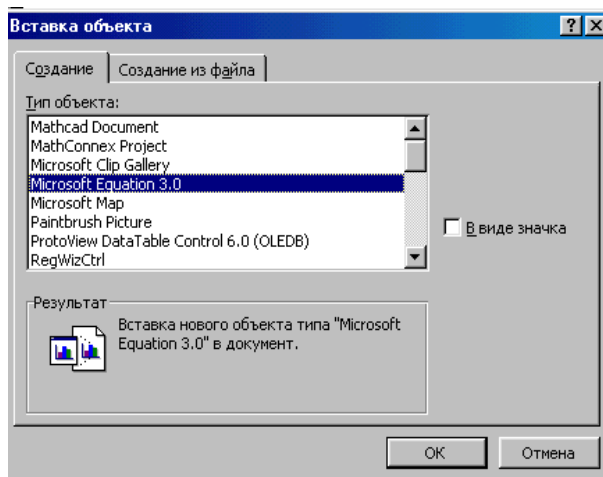 Вставка объекта
Создание
Создание из файла
Тип объекта:
Mathcad Document
MathConnex Project
Microsoft Clip Gallery
Microsoft Equation 3.0
Microsoft Map
Paintbrush Picture
ProtoView DataTable Control 6.0 (OLEDB)
RegWizCtrl
В виде значка
Результат
Вставка нового объекта типа "Microsoft
Equation 3.0" в документ.
ОК
Отмена